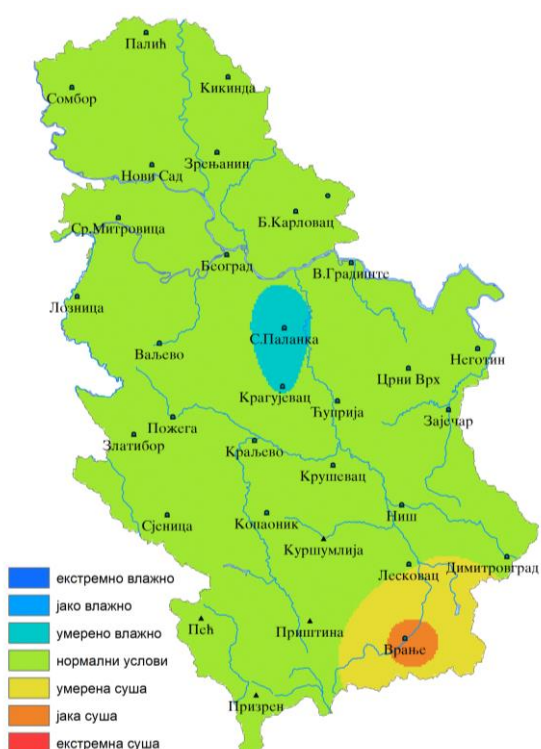 Палић
Кикинда
Сомбор
Зрењанин
Нови Сад
Б.Карловац
Ср.Митровица
Београд
В.Градиште
Лозница
С.Паланка
Ваљево
Неготин
Црни Врх
Крагујевац
Ћуприја
Зајечар
Пожега
Златибор
Краљево
Крушевац
Сјеница
Копаоник
Ниш
Куршумлија
Лесковац
Димитровград
Пећ
Приштина
Врање
Призрен
екстремно влажно
јако влажно
умерено влажно
нормални услови
умерена суша
јака суша
екстремна суша